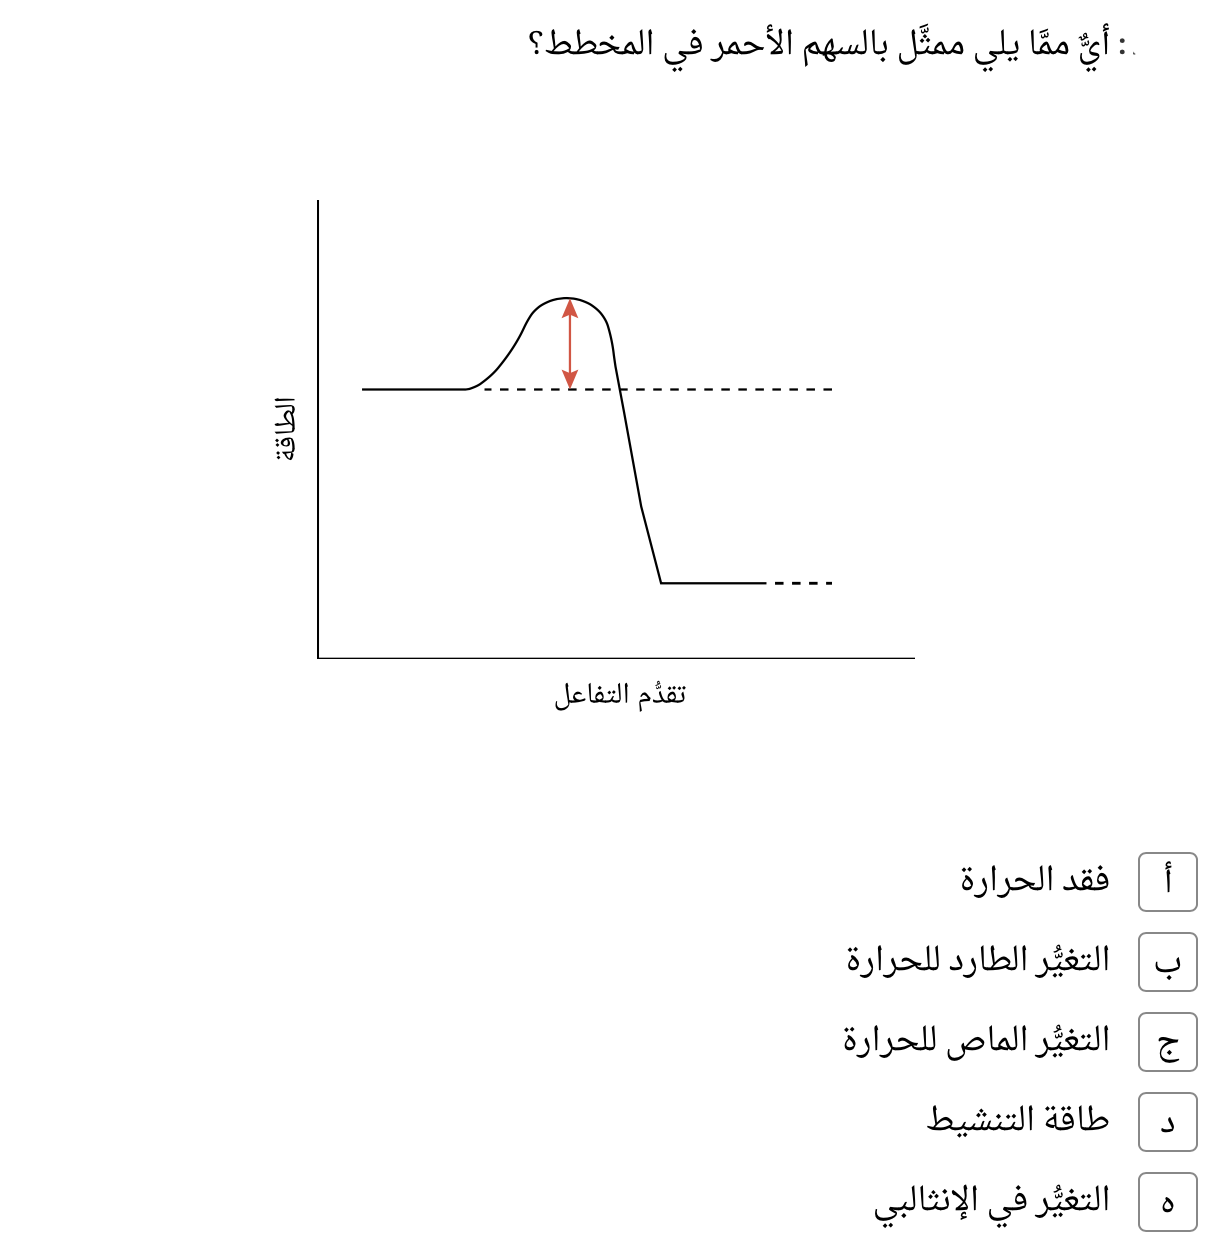 : أيٌّ ممَّا يلي ممثَّل بالسهم الأحمر في المخطط؟
الطاقة
تقدُّم التفاعل
أ فقد الحرارة
ب التغيُّر الطارد للحرارة
ج التغيُّر الماص للحرارة
د طاقة التنشيط
ه التغيُّر في الإنثالبي